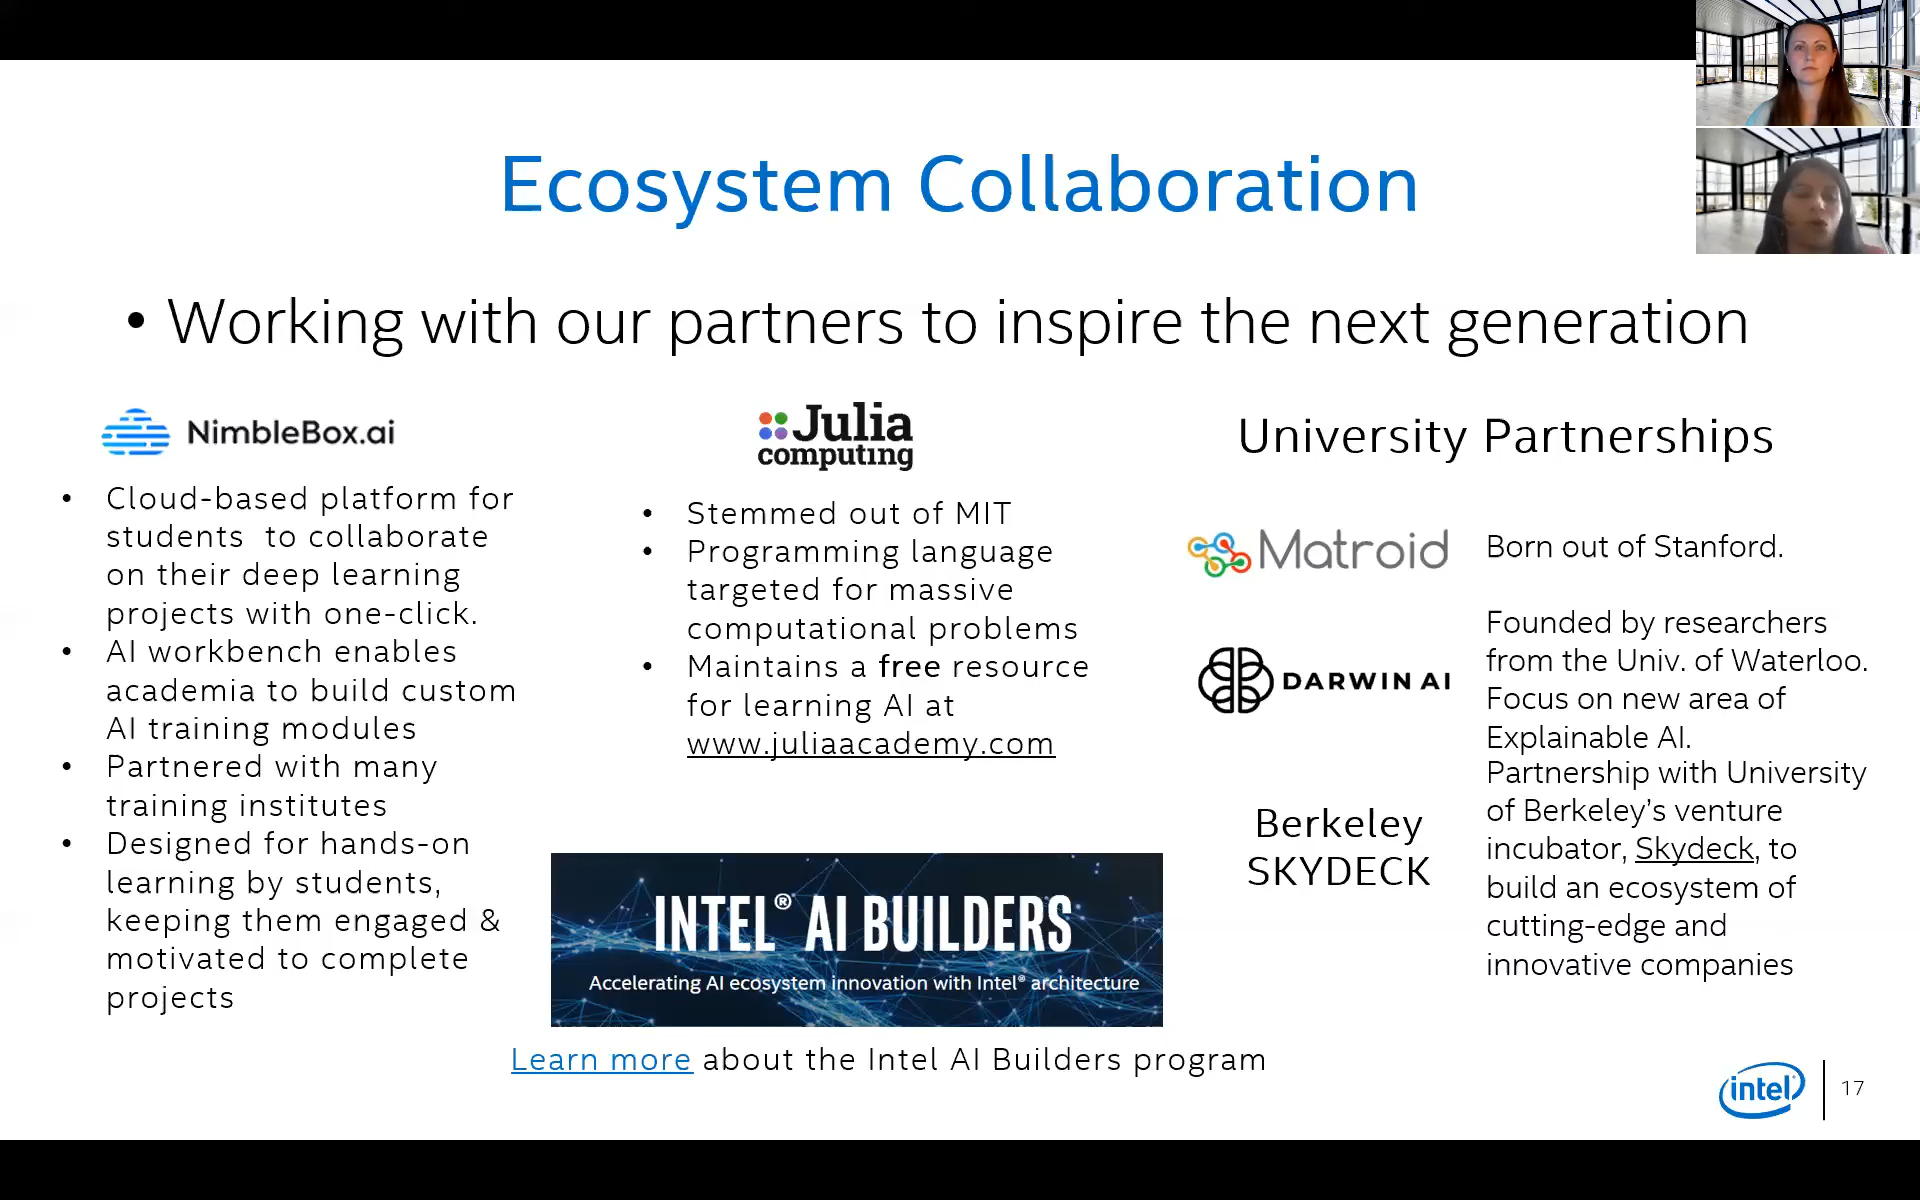 Ecosystem Collaboration
• Working with our partners to inspire the next generation
NimbleBox.ai
• Cloud-based platform for
students to collaborate
on their deep learning
projects with one-click.
• AI workbench enables
academia to build custom
AI training modules
• Partnered with many
training institutes
• Designed for hands-on
learning by students,
keeping them engaged &
motivated to complete
projects
Julia
computing
• Stemmed out of MIT
• Programming language
targeted for massive
computational problems
• Maintains a free resource
for learning AI at
www.juliaacademy.com
INTEL® AI BUILDERS
Accelerating AI ecosystem innovation with Intel® architecture
Learn more about the Intel AI Builders program
University Partnerships
Matroid
Born out of Stanford.
DARWIN AI
Founded by researchers
from the Univ. of Waterloo.
Focus on new area of
Explainable AI.
Berkeley
SKYDECK
Partnership with University
of Berkeley's venture
incubator, Skydeck, to
build an ecosystem of
cutting-edge and
innovative companies
intel
17